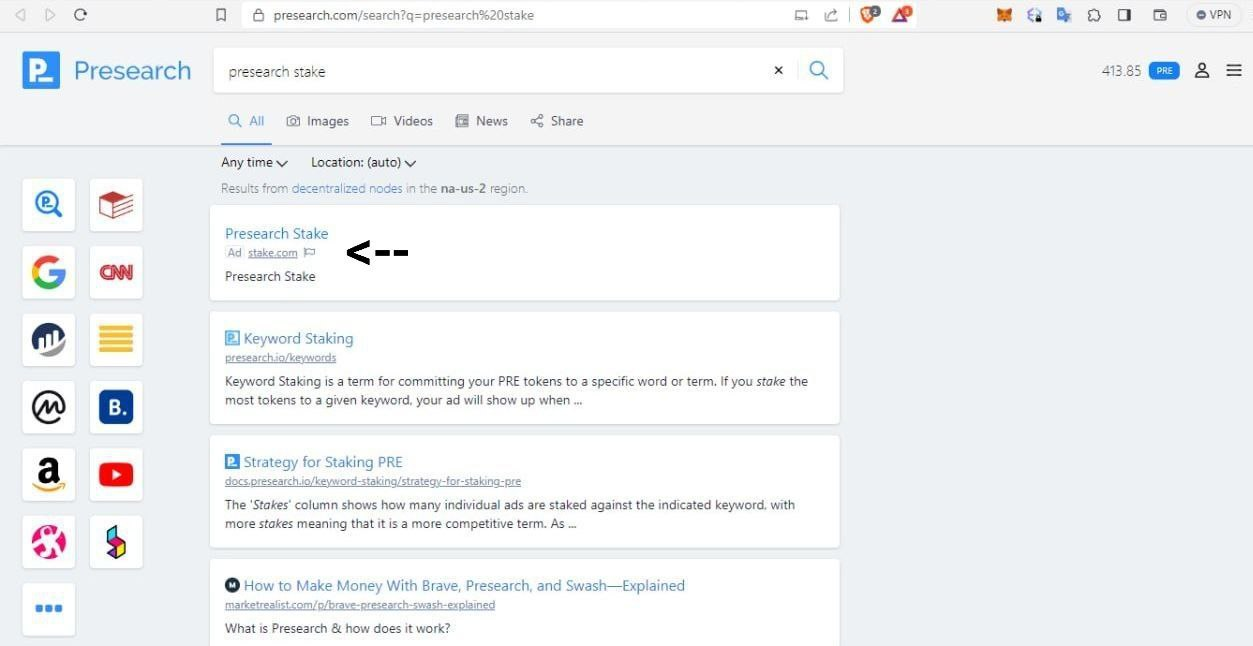 presearch.com/search?q=presearch%20stake
2
3
VPN
P_ Presearch
presearch stake
413.85 PRE
All Images Videos News Share
Any time Location: (auto)
Results from decentralized nodes in the na-us-2 region.
Presearch Stake
Ad stake.com
<--
Presearch Stake
CNN
Keyword Staking
presearch.io/keywords
Keyword Staking is a term for committing your PRE tokens to a specific word or term. If you stake the
most tokens to a given keyword, your ad will show up when ...
B.
Strategy for Staking PRE
docs.presearch.io/keyword-staking/strategy-for-staking-pre
The 'Stakes' column shows how many individual ads are staked against the indicated keyword, with
more stakes meaning that it is a more competitive term. As ...
How to Make Money With Brave, Presearch, and Swash—Explained
marketrealist.com/p/brave-presearch-swash-explained
What is Presearch & how does it work?